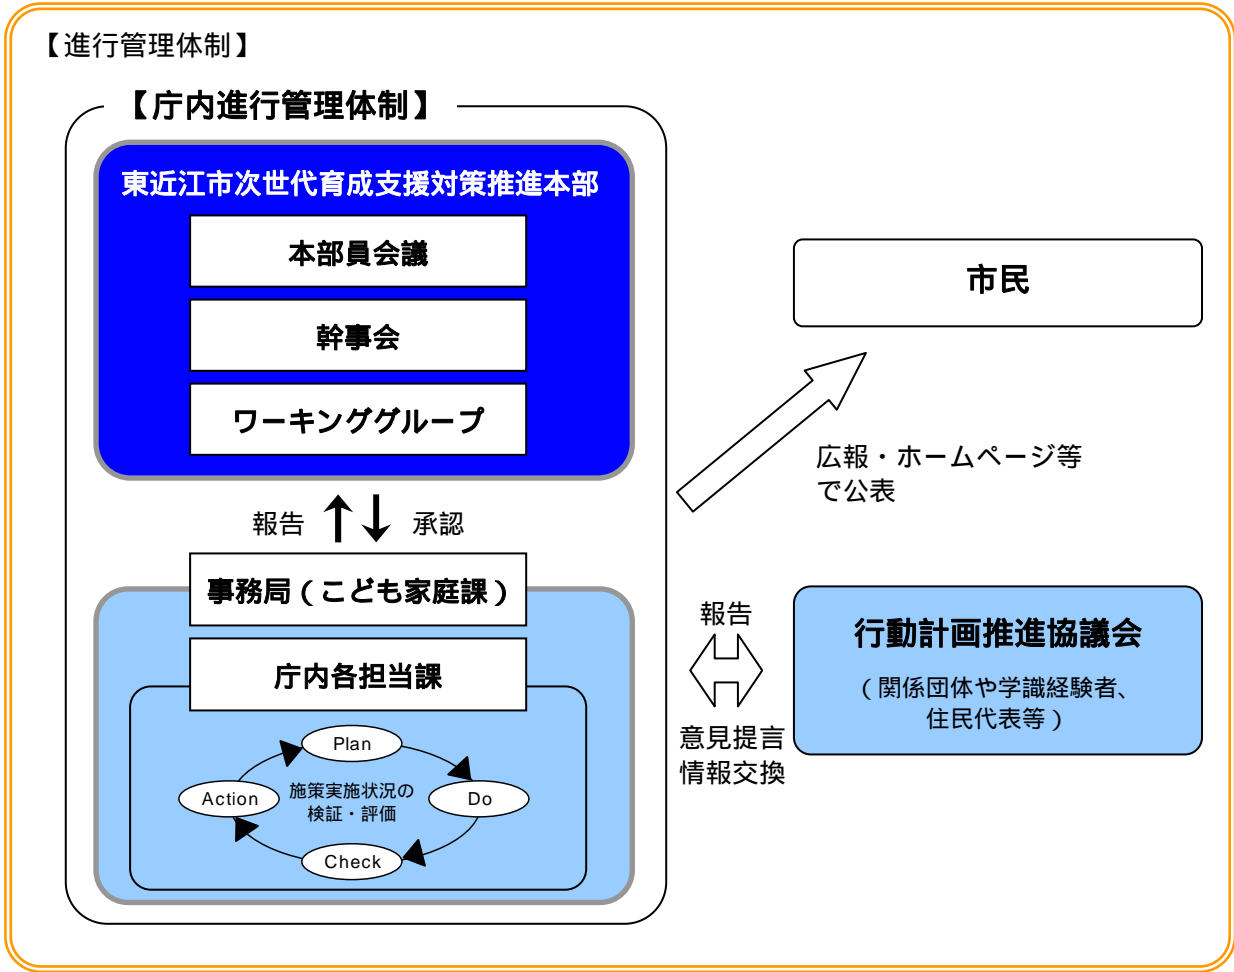 【進行管理体制】
【庁内進行管理体制】
東近江市次世代育成支援対策推進本部
本部員会議
幹事会
ワーキンググループ
報告
承認
事務局(こども家庭課)
庁内各担当課
Plan
Action
施策実施状況の
検証・評価
Do
Check
市民
広報・ホームページ等
で公表
報告
意見提言
情報交換
行動計画推進協議会
(関係団体や学識経験者、
住民代表等)